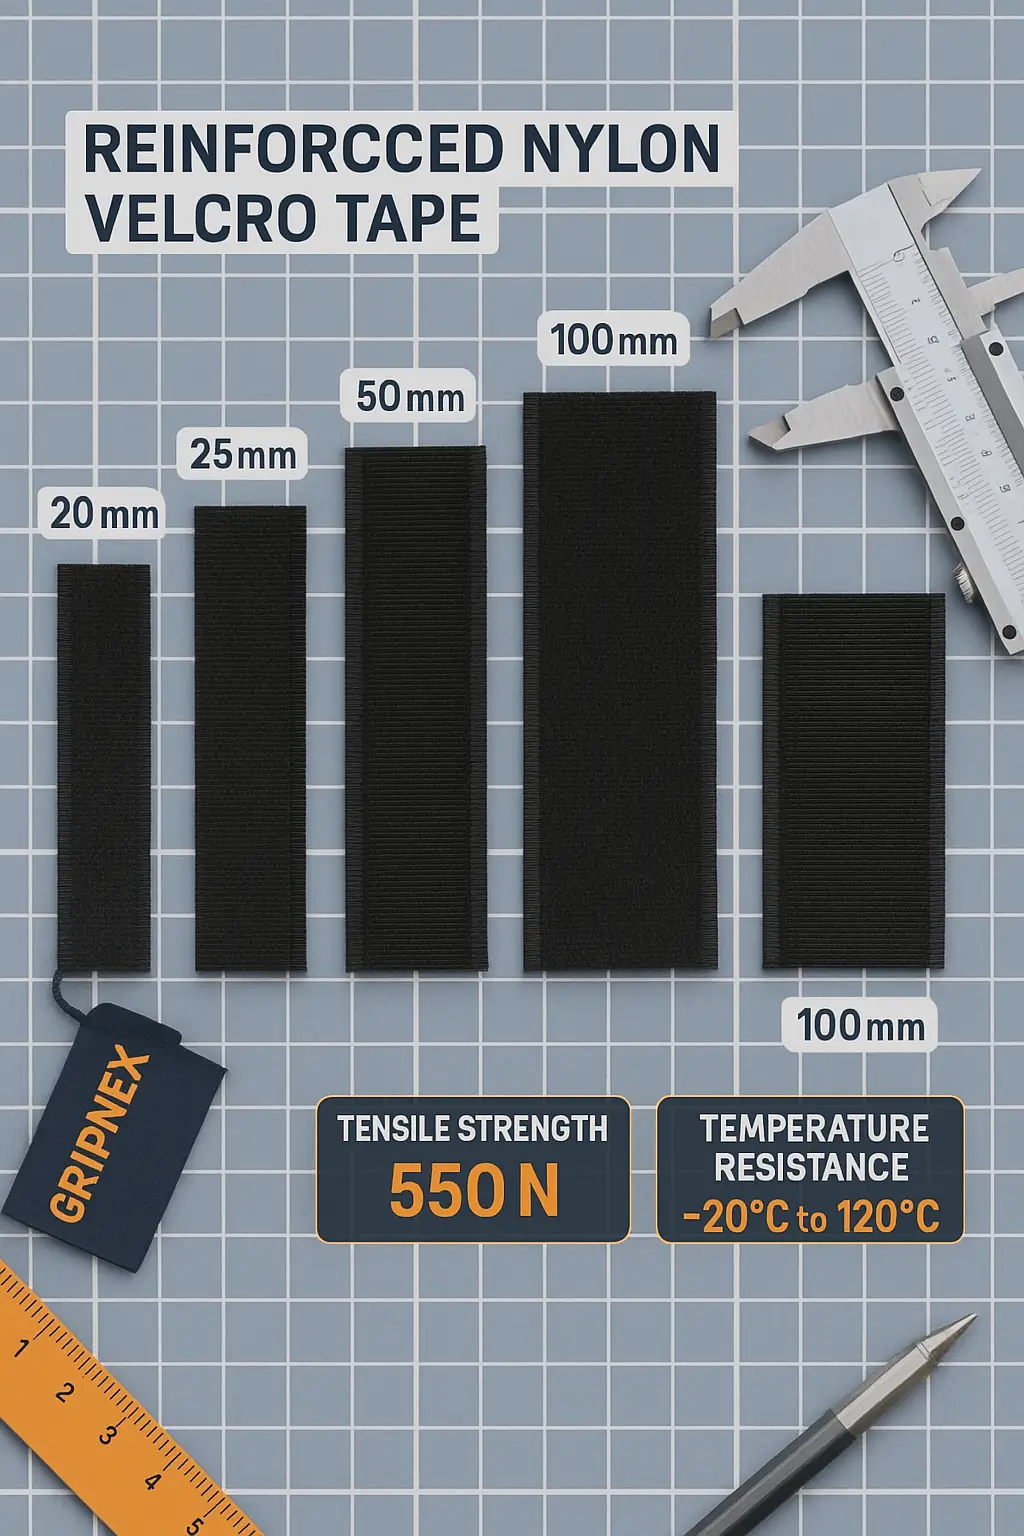 REINFORCCED NYLON
VELCRO TAPE
100 mm
50 mm
25 mm
20 mm
100 mm
GRIPNEX
TENSILE STRENGTH
550 N
TEMPERATURE
RESISTANCE
-20°C to 120°C
1
2
3
4
5